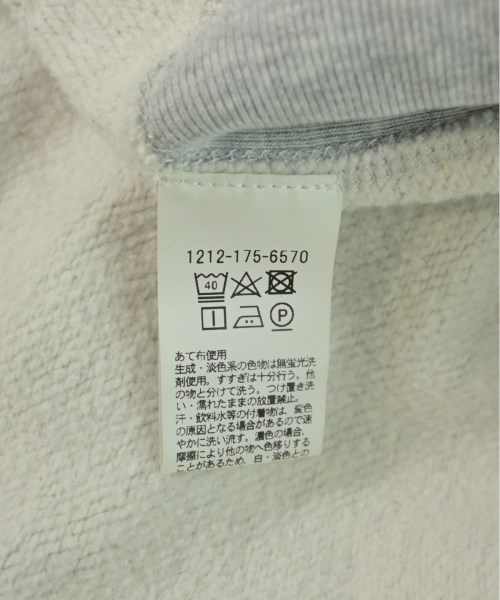 1212-175-6570
40
P
あて布使用
生成・淡色系の色物は無蛍光洗
剤使用。すすぎは十分行う。他
の物と分けて洗う。つけ置き洗
い・濡れたままの放置禁止。
汗・飲料水等の付着物は、変色
の原因となる場合があるので速
やかに洗い流す。濃色の場合、
摩擦により他の物へ色移りする
ことがあるため、白・淡色との